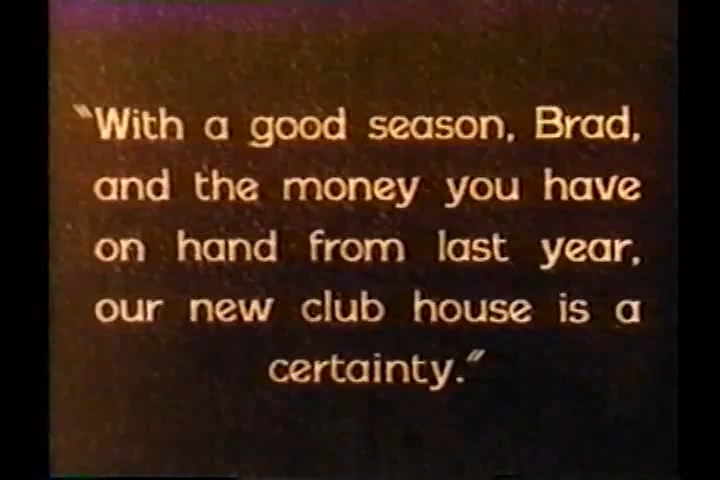 "With a good season, Brad,
and the money you have
on hand from last year,
our new club house is a
certainty."